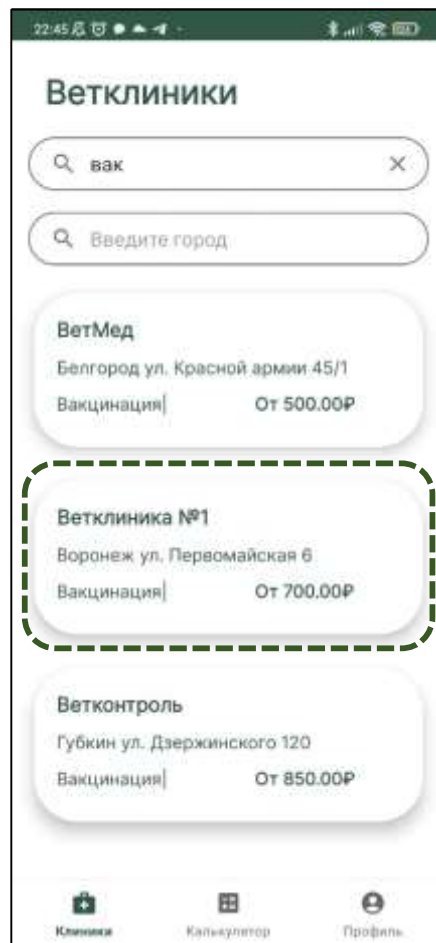 22:45
Ветклиники
вак
Введите город
ВетМед
Белгород ул. Красной армии 45/1
Вакцинация| От 500.00₽
Ветклиника №1
Воронеж ул. Первомайская 6
Вакцинация| От 700.00₽
Ветконтроль
Губкин ул. Дзержинского 120
Вакцинация| От 850.00₽
Клиники Калькулятор Профиль